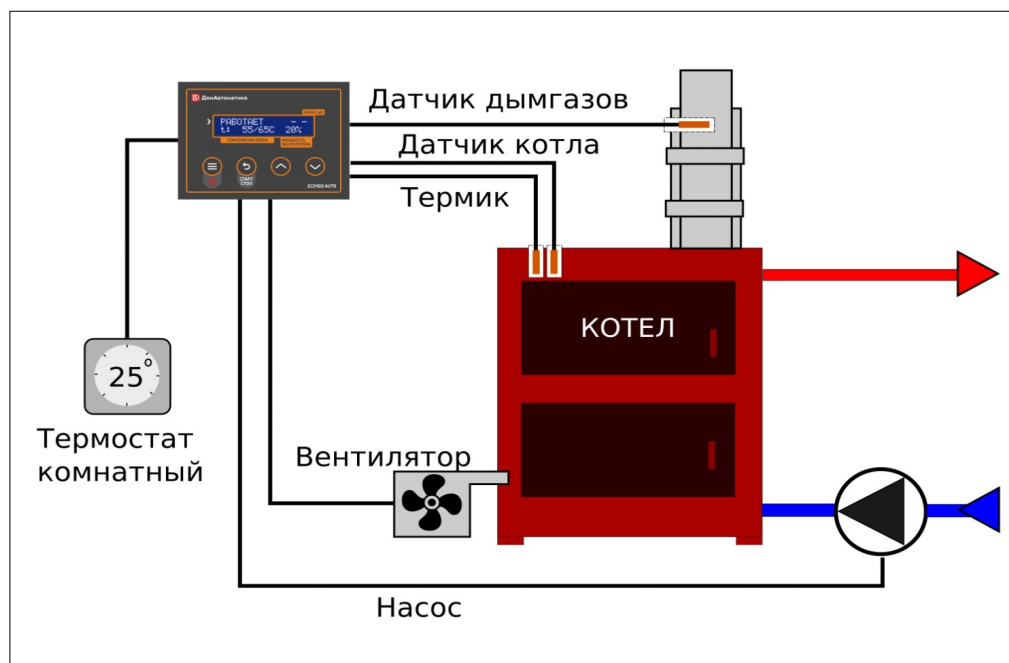 ДонАвтоматика
РАБОТАЕТ – –
t: 55/65C 20%
СТАРТ
СТОП
ECO100 AUTO
Датчик дымгазов
Датчик котла
Термик
КОТЕЛ
25°
Термостат
комнатный
Вентилятор
Насос